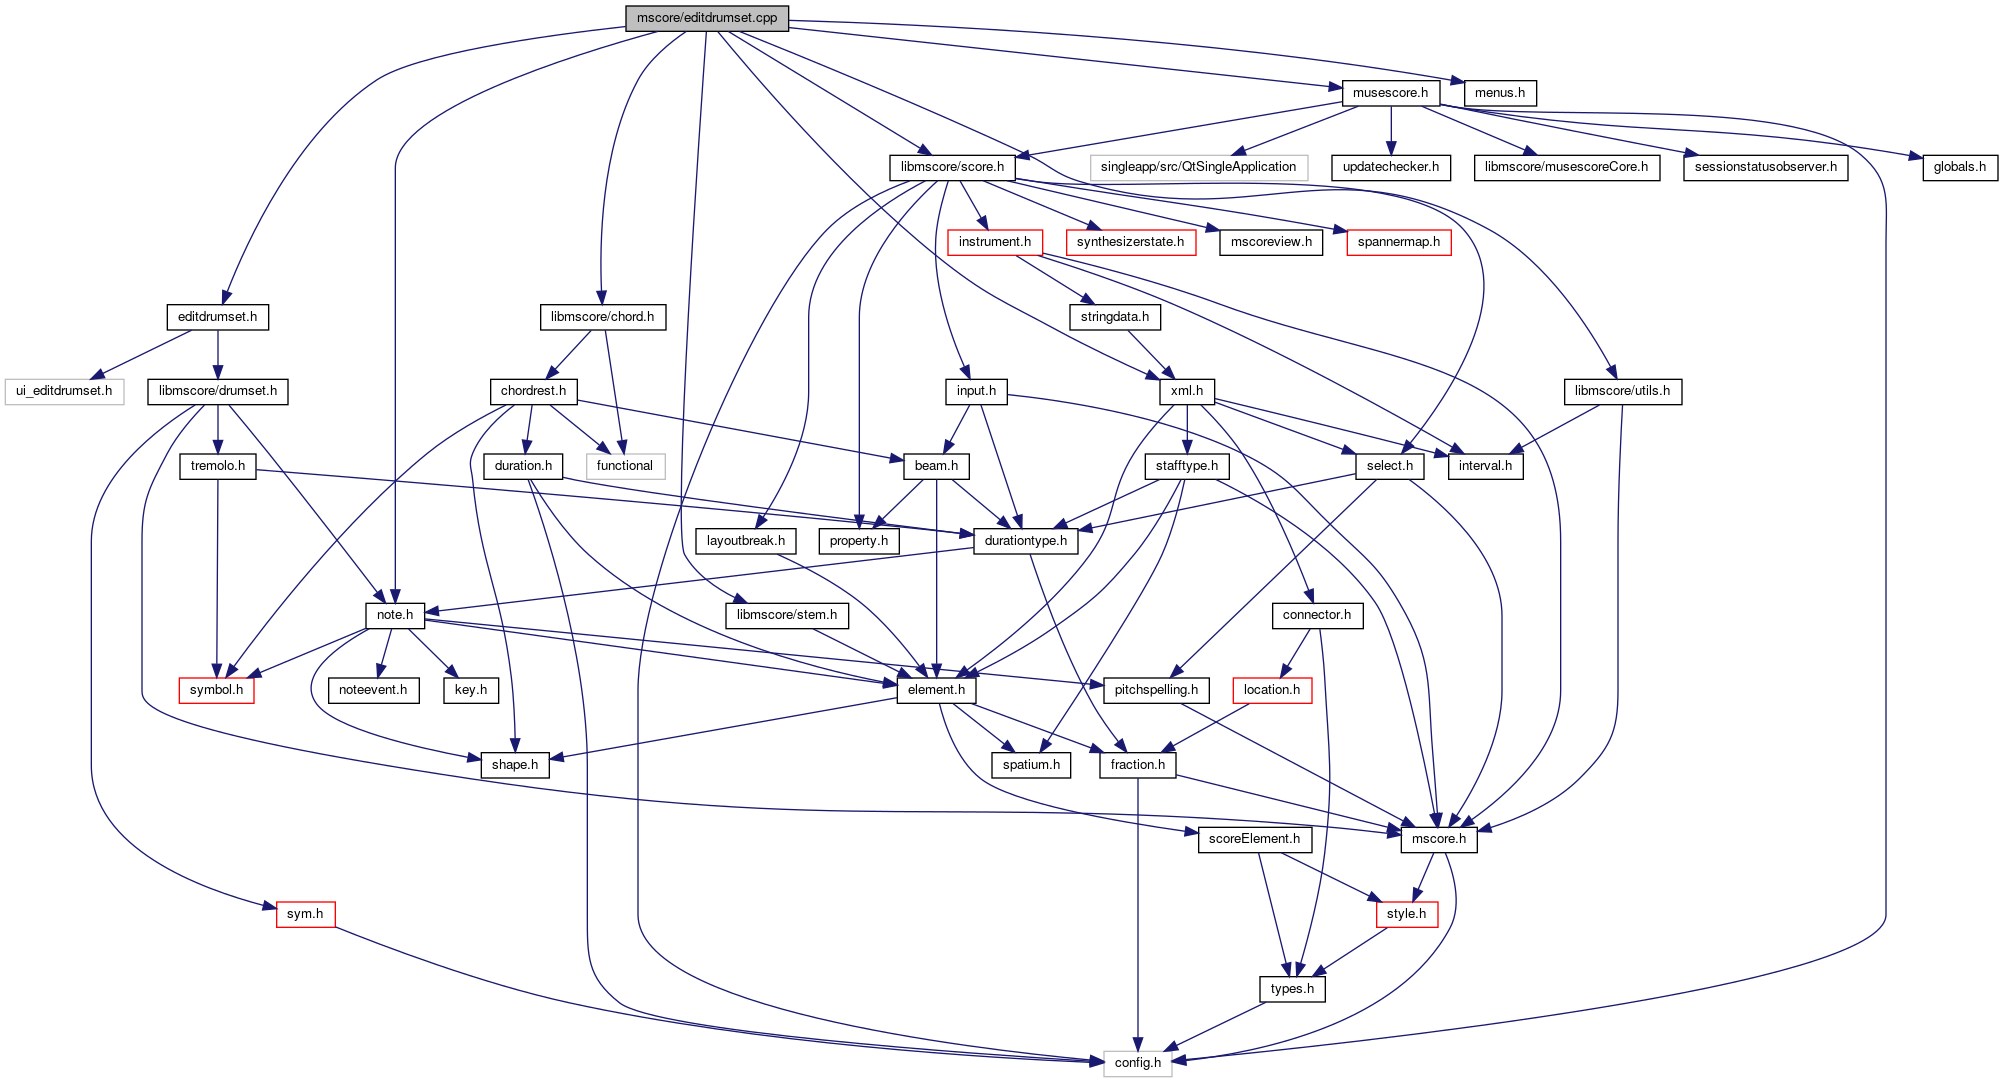 mscore/editdrumset.cpp
musescore.h
menus.h
libmscore/score.h
singleapp/src/QtSingleApplication
updatechecker.h
libmscore/musescoreCore.h
sessionstatusobserver.h
globals.h
instrument.h
synthesizerstate.h
mscoreview.h
spannermap.h
editdrumset.h
libmscore/chord.h
stringdata.h
ui_editdrumset.h
libmscore/drumset.h
chordrest.h
input.h
xml.h
libmscore/utils.h
tremolo.h
duration.h
functional
beam.h
stafftype.h
select.h
interval.h
layoutbreak.h
property.h
durationtype.h
note.h
libmscore/stem.h
connector.h
symbol.h
noteevent.h
key.h
element.h
pitchspelling.h
location.h
shape.h
spatium.h
fraction.h
scoreElement.h
mscore.h
sym.h
style.h
types.h
config.h